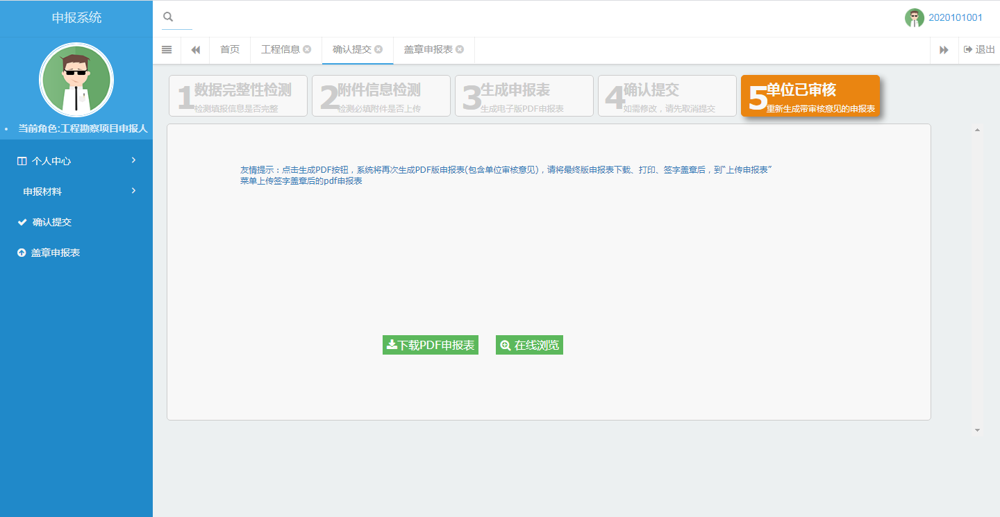 申报系统
2020101001
首页
工程信息
确认提交
盖章申报表
退出
当前角色:工程勘察项目申报人
个人中心
申报材料
确认提交
盖章申报表
1
数据完整性检测
检测填报信息是否完整
2
附件信息检测
检测必填附件是否上传
3
生成申报表
生成电子版PDF申报表
4
确认提交
如需修改，请先取消提交
5
单位已审核
重新生成带审核意见的申报表
友情提示：点击生成PDF按钮，系统将再次生成PDF版申报表(包含单位审核意见)，请将最终版申报表下载、打印、签字盖章后，到“上传申报表”
菜单上传签字盖章后的pdf申报表
下载PDF申报表
在线浏览